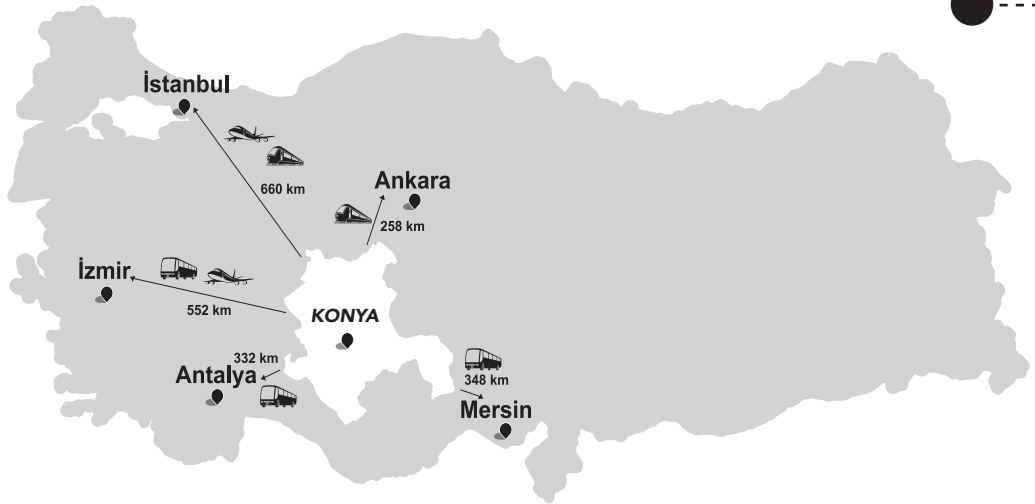 İstanbul
660 km
Ankara
258 km
İzmir
552 km
KONYA
332 km
Antalya
348 km
Mersin